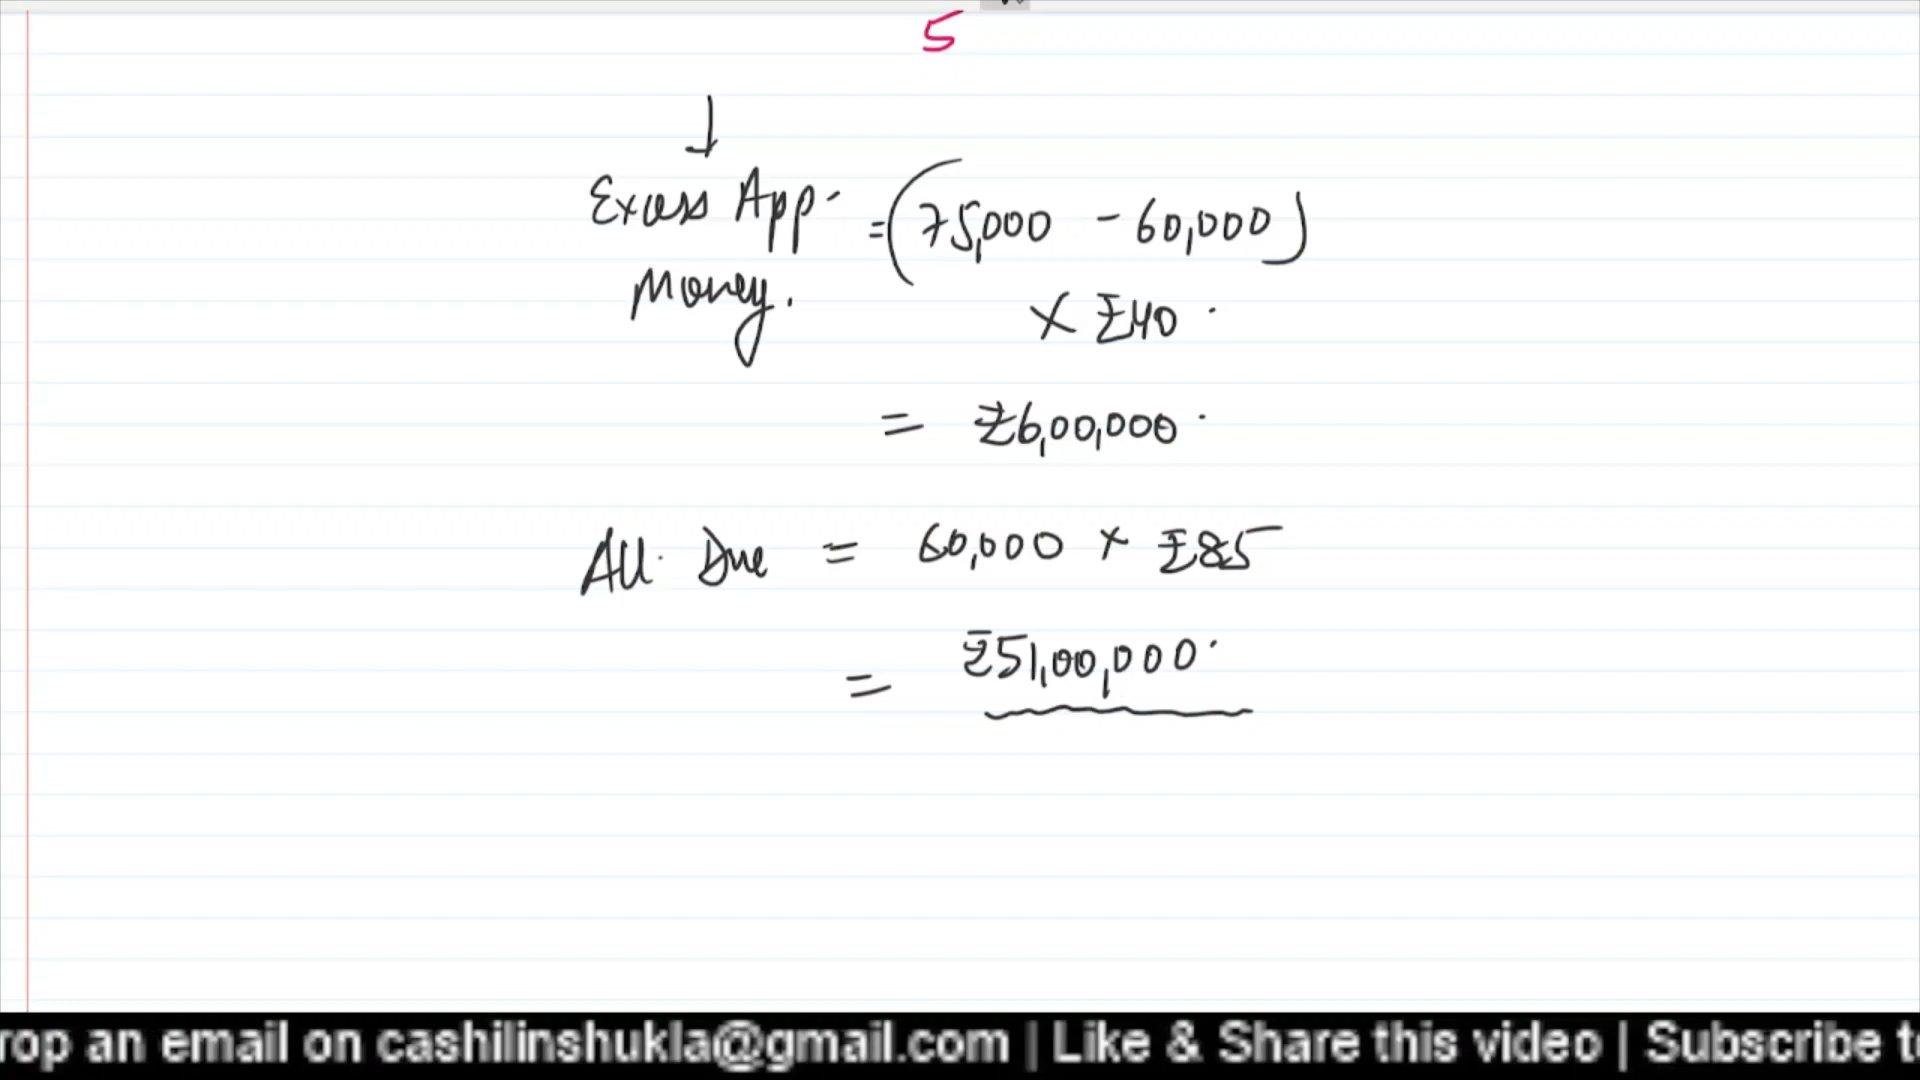 5
Excess App. = (75,000 - 60,000)
Money. × ₹40
= ₹6,00,000
All. Due = 60,000 × ₹85
= ₹51,00,000
rop an email on cashilinshukla@gmail.com | Like & Share this video | Subscribe t